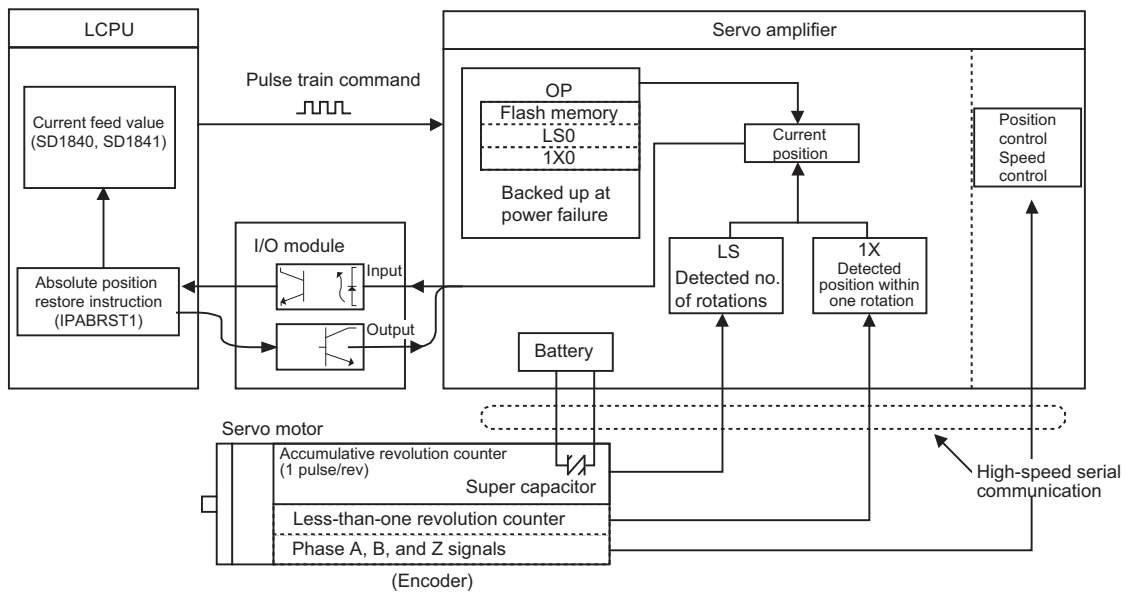 LCPU
Servo amplifier
Pulse train command
Current feed value
(SD1840, SD1841)
OP
Flash memory
LS0
1X0
Backed up at
power failure
Current
position
Position
control
Speed
control
I/O module
Input
Output
Absolute position
restore instruction
(IPABRST1)
LS
Detected no.
of rotations
1X
Detected
position within
one rotation
Battery
Servo motor
Accumulative revolution counter
(1 pulse/rev)
Super capacitor
Less-than-one revolution counter
Phase A, B, and Z signals
(Encoder)
High-speed serial
communication